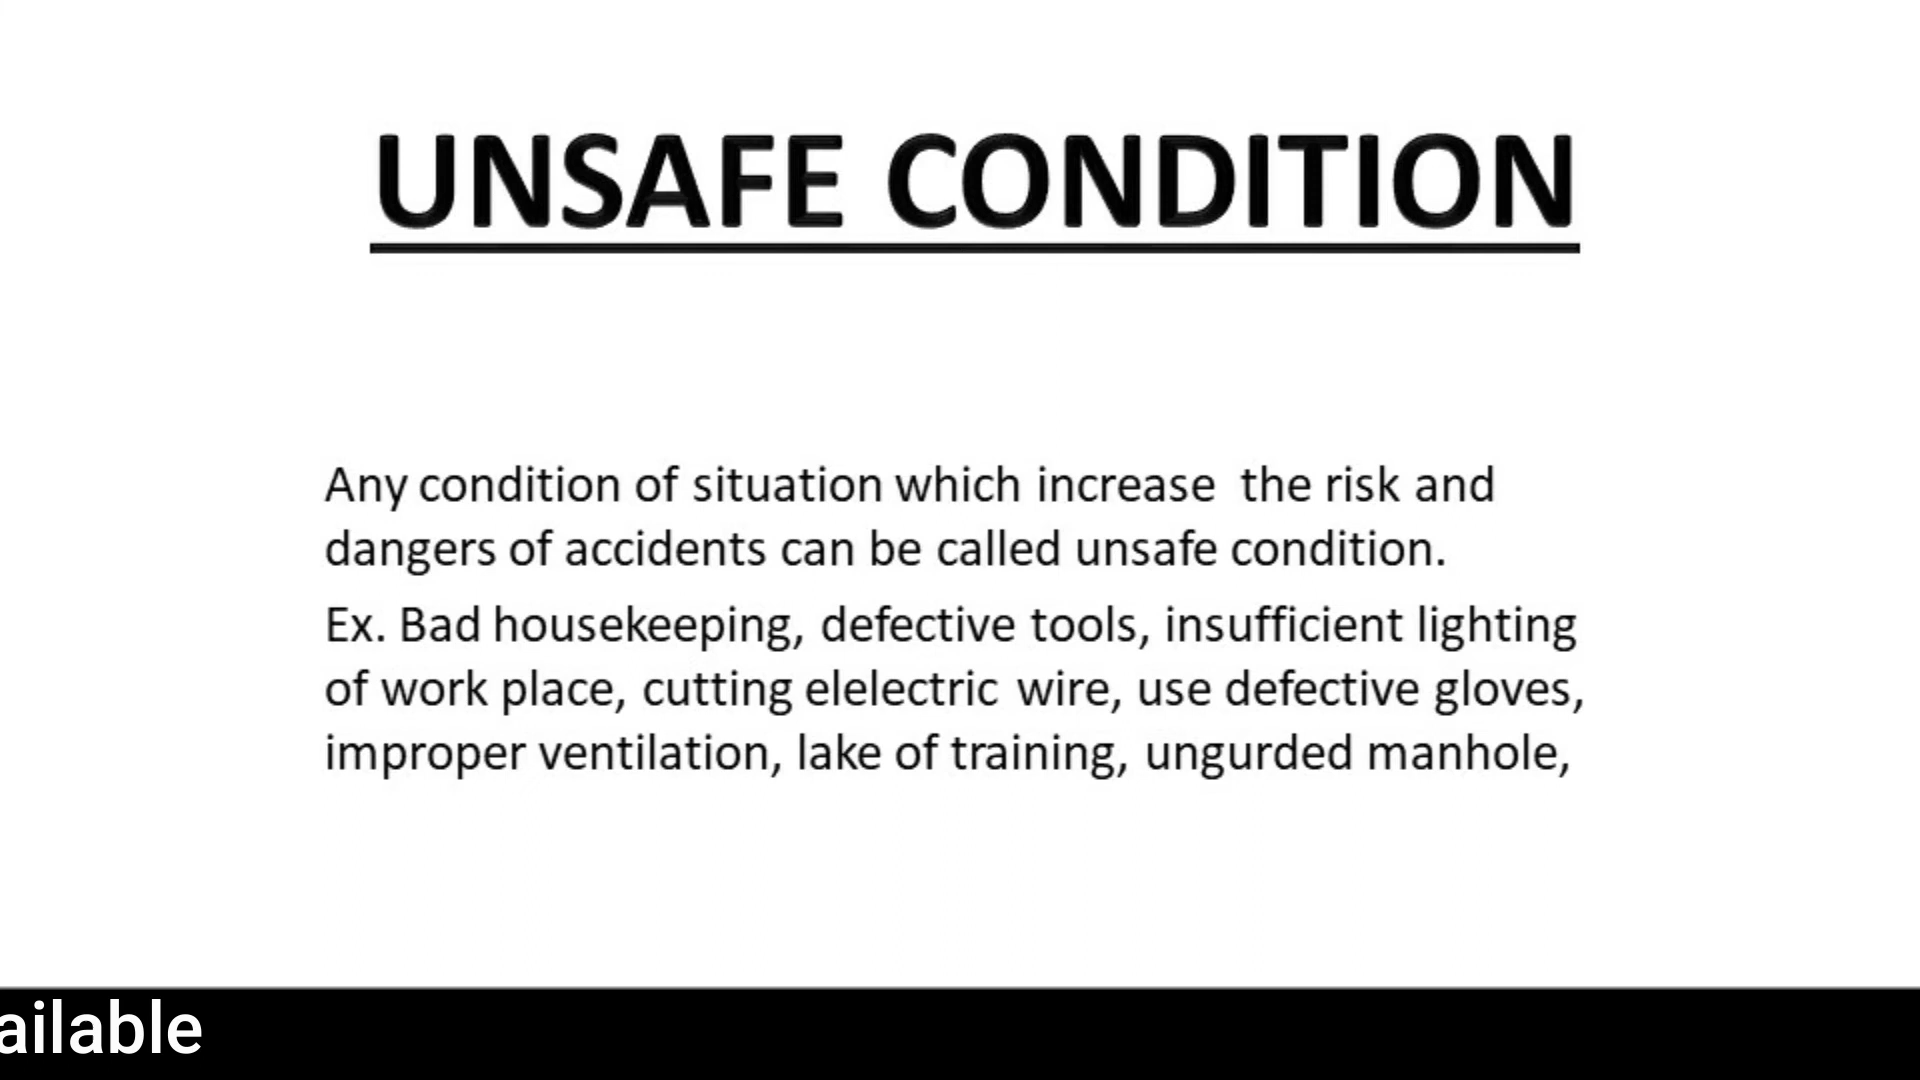 UNSAFE CONDITION
Any condition of situation which increase the risk and
dangers of accidents can be called unsafe condition.
Ex. Bad housekeeping, defective tools, insufficient lighting
of work place, cutting elelectric wire, use defective gloves,
improper ventilation, lake of training, ungurded manhole,
ailable